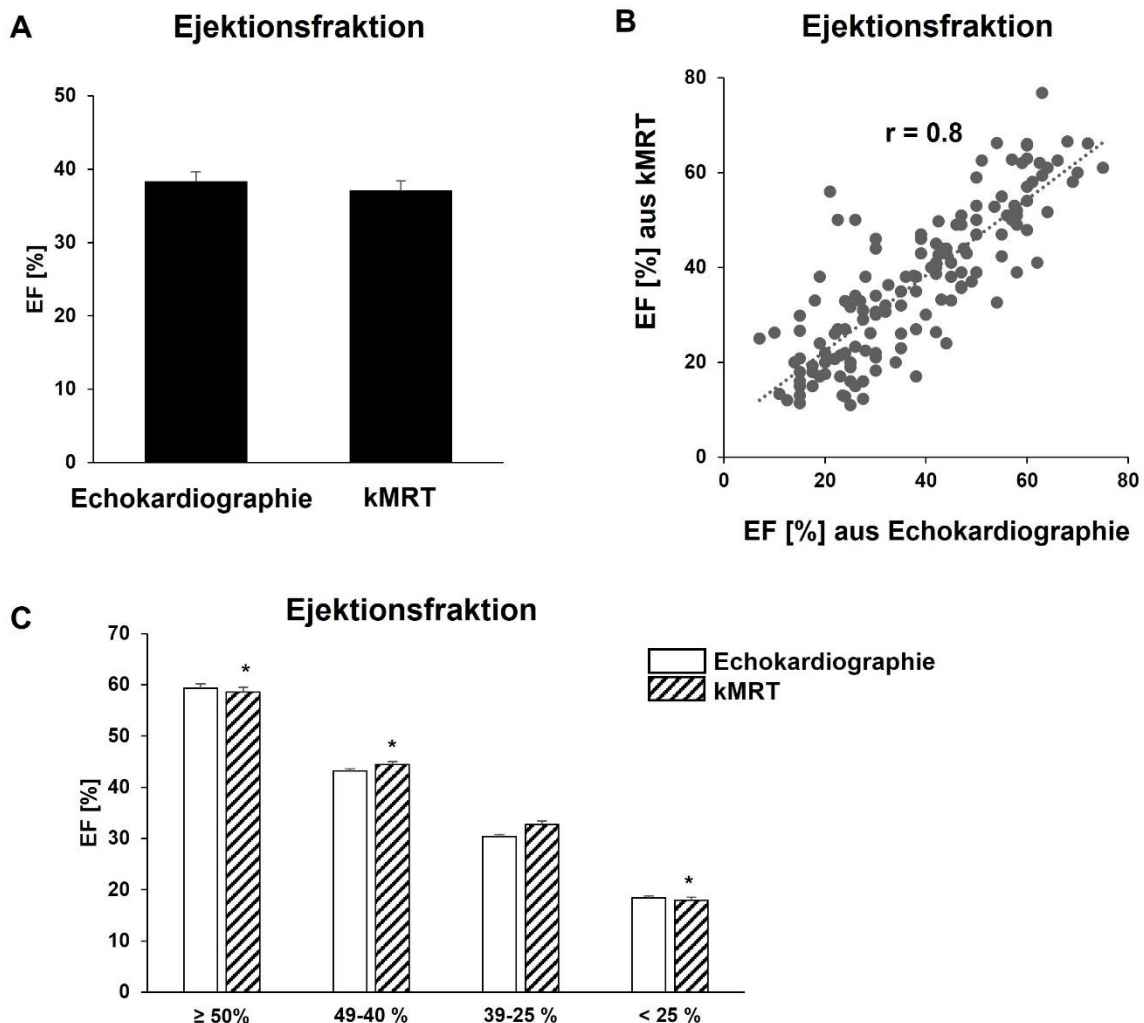 A
Ejektionsfraktion
50
40
30
20
10
0
EF [%]
Echokardiographie
kMRT
B
Ejektionsfraktion
80
60
40
20
0
EF [%] aus kMRT
r = 0.8
0
20
40
60
80
EF [%] aus Echokardiographie
C
Ejektionsfraktion
70
60
50
40
30
20
10
0
EF [%]
*
*
*
≥ 50%
49-40 %
39-25 %
< 25 %
Echokardiographie
kMRT